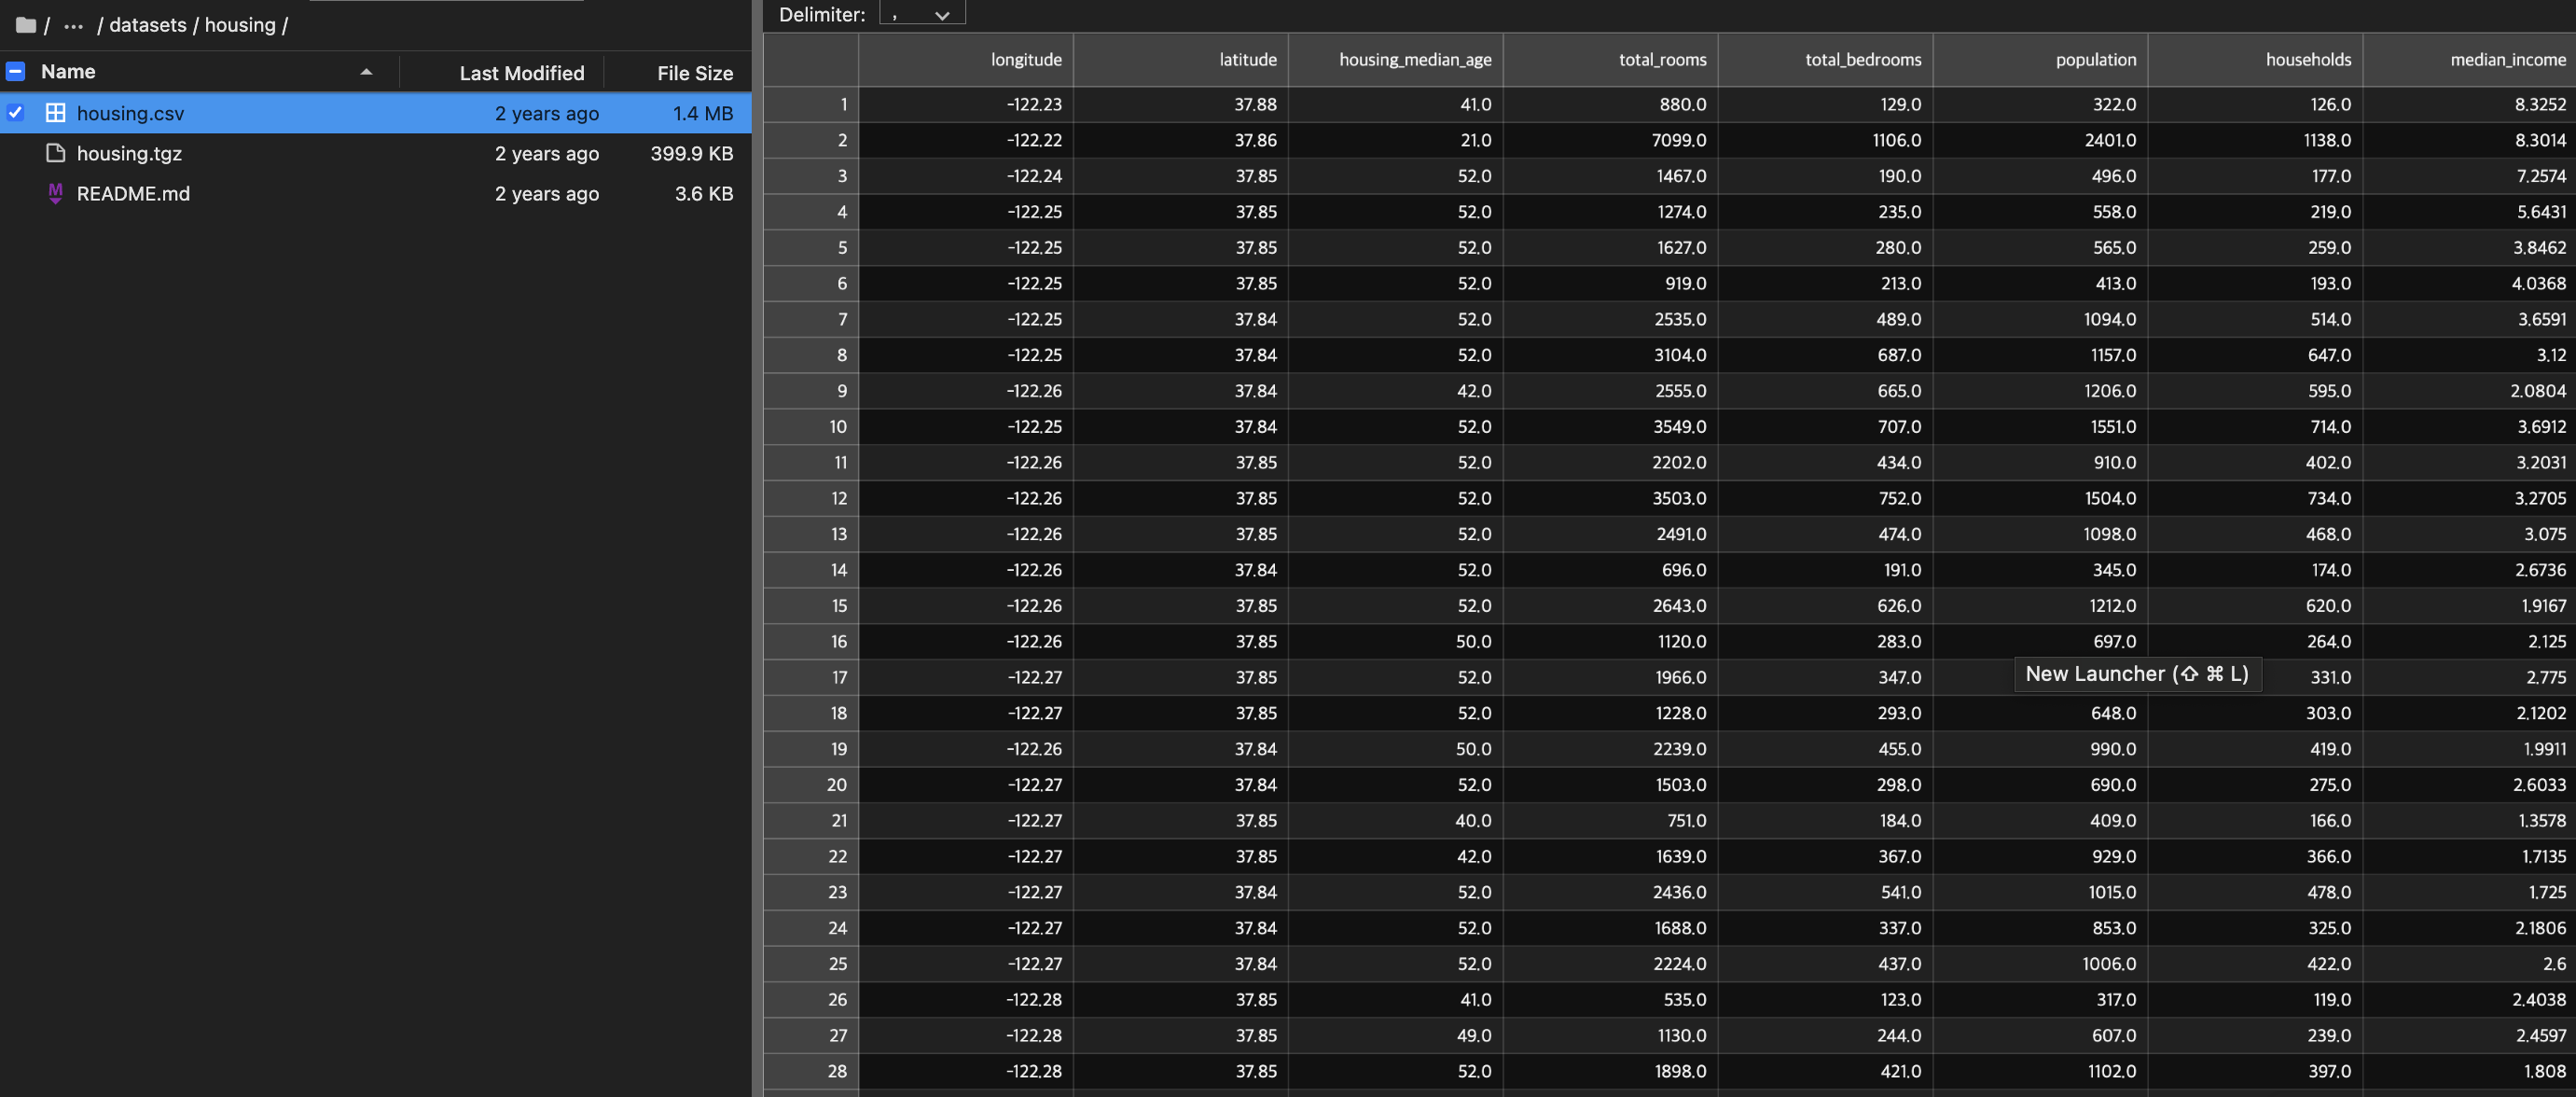 / ··· / datasets / housing /
Name Last Modified File Size
housing.csv 2 years ago 1.4 MB
housing.tgz 2 years ago 399.9 KB
README.md 2 years ago 3.6 KB
Delimiter: ,
longitude latitude housing_median_age total_rooms total_bedrooms population households median_income
1 -122.23 37.88 41.0 880.0 129.0 322.0 126.0 8.3252
2 -122.22 37.86 21.0 7099.0 1106.0 2401.0 1138.0 8.3014
3 -122.24 37.85 52.0 1467.0 190.0 496.0 177.0 7.2574
4 -122.25 37.85 52.0 1274.0 235.0 558.0 219.0 5.6431
5 -122.25 37.85 52.0 1627.0 280.0 565.0 259.0 3.8462
6 -122.25 37.85 52.0 919.0 213.0 413.0 193.0 4.0368
7 -122.25 37.84 52.0 2535.0 489.0 1094.0 514.0 3.6591
8 -122.25 37.84 52.0 3104.0 687.0 1157.0 647.0 3.12
9 -122.26 37.84 42.0 2555.0 665.0 1206.0 595.0 2.0804
10 -122.25 37.84 52.0 3549.0 707.0 1551.0 714.0 3.6912
11 -122.26 37.85 52.0 2202.0 434.0 910.0 402.0 3.2031
12 -122.26 37.85 52.0 3503.0 752.0 1504.0 734.0 3.2705
13 -122.26 37.85 52.0 2491.0 474.0 1098.0 468.0 3.075
14 -122.26 37.84 52.0 696.0 191.0 345.0 174.0 2.6736
15 -122.26 37.85 52.0 2643.0 626.0 1212.0 620.0 1.9167
16 -122.26 37.85 50.0 1120.0 283.0 697.0 264.0 2.125
17 -122.27 37.85 52.0 1966.0 347.0 New Launcher (⇧ ⌘ L) 331.0 2.775
18 -122.27 37.85 52.0 1228.0 293.0 648.0 303.0 2.1202
19 -122.26 37.84 50.0 2239.0 455.0 990.0 419.0 1.9911
20 -122.27 37.84 52.0 1503.0 298.0 690.0 275.0 2.6033
21 -122.27 37.85 40.0 751.0 184.0 409.0 166.0 1.3578
22 -122.27 37.85 42.0 1639.0 367.0 929.0 366.0 1.7135
23 -122.27 37.84 52.0 2436.0 541.0 1015.0 478.0 1.725
24 -122.27 37.84 52.0 1688.0 337.0 853.0 325.0 2.1806
25 -122.27 37.84 52.0 2224.0 437.0 1006.0 422.0 2.6
26 -122.28 37.85 41.0 535.0 123.0 317.0 119.0 2.4038
27 -122.28 37.85 49.0 1130.0 244.0 607.0 239.0 2.4597
28 -122.28 37.85 52.0 1898.0 421.0 1102.0 397.0 1.808